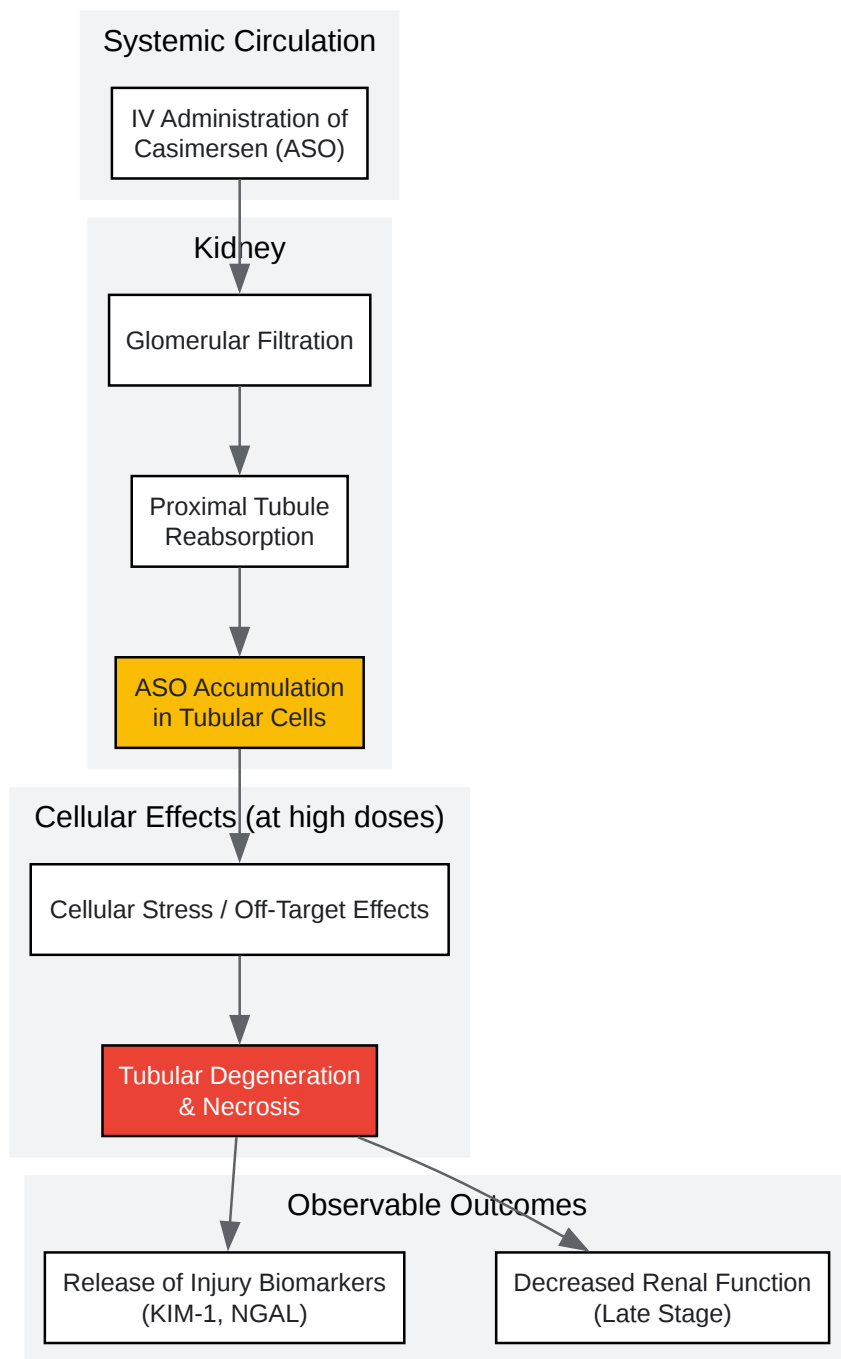 Systemic Circulation
IV Administration of
Casimersen (ASO)
Kidney
Glomerular Filtration
Proximal Tubule
Reabsorption
ASO Accumulation
in Tubular Cells
Cellular Effects (at high doses)
Cellular Stress / Off-Target Effects
Tubular Degeneration
& Necrosis
Observable Outcomes
Release of Injury Biomarkers
(KIM-1, NGAL)
Decreased Renal Function
(Late Stage)